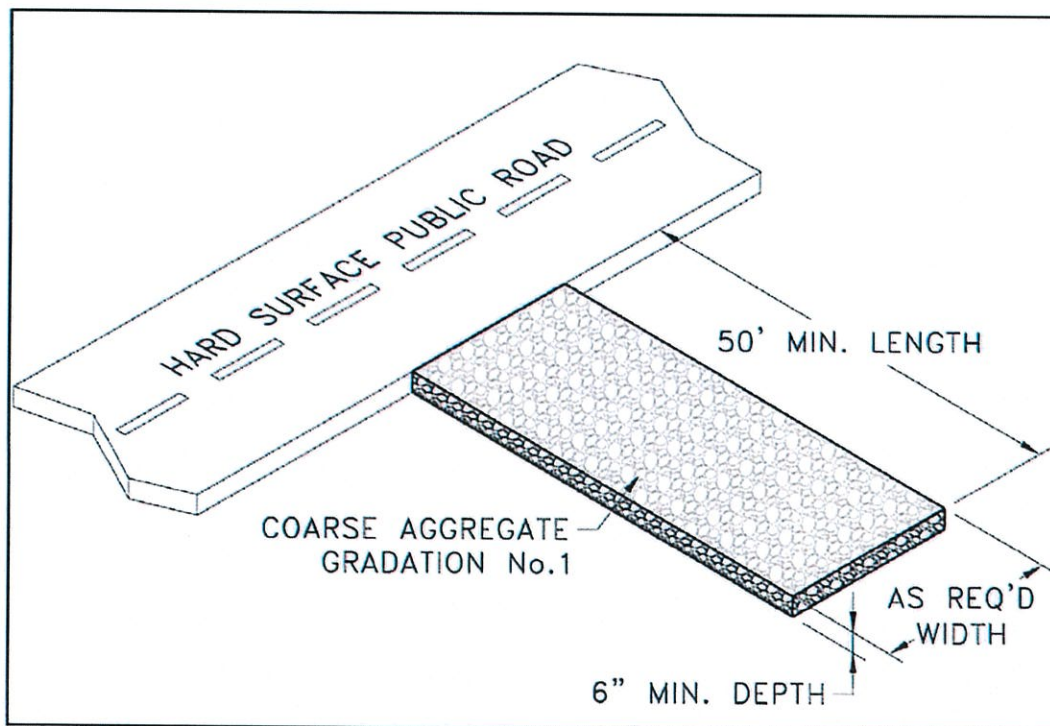 HARD SURFACE PUBLIC ROAD
50' MIN. LENGTH
COARSE AGGREGATE
GRADATION No.1
AS REQ'D
WIDTH
6" MIN. DEPTH